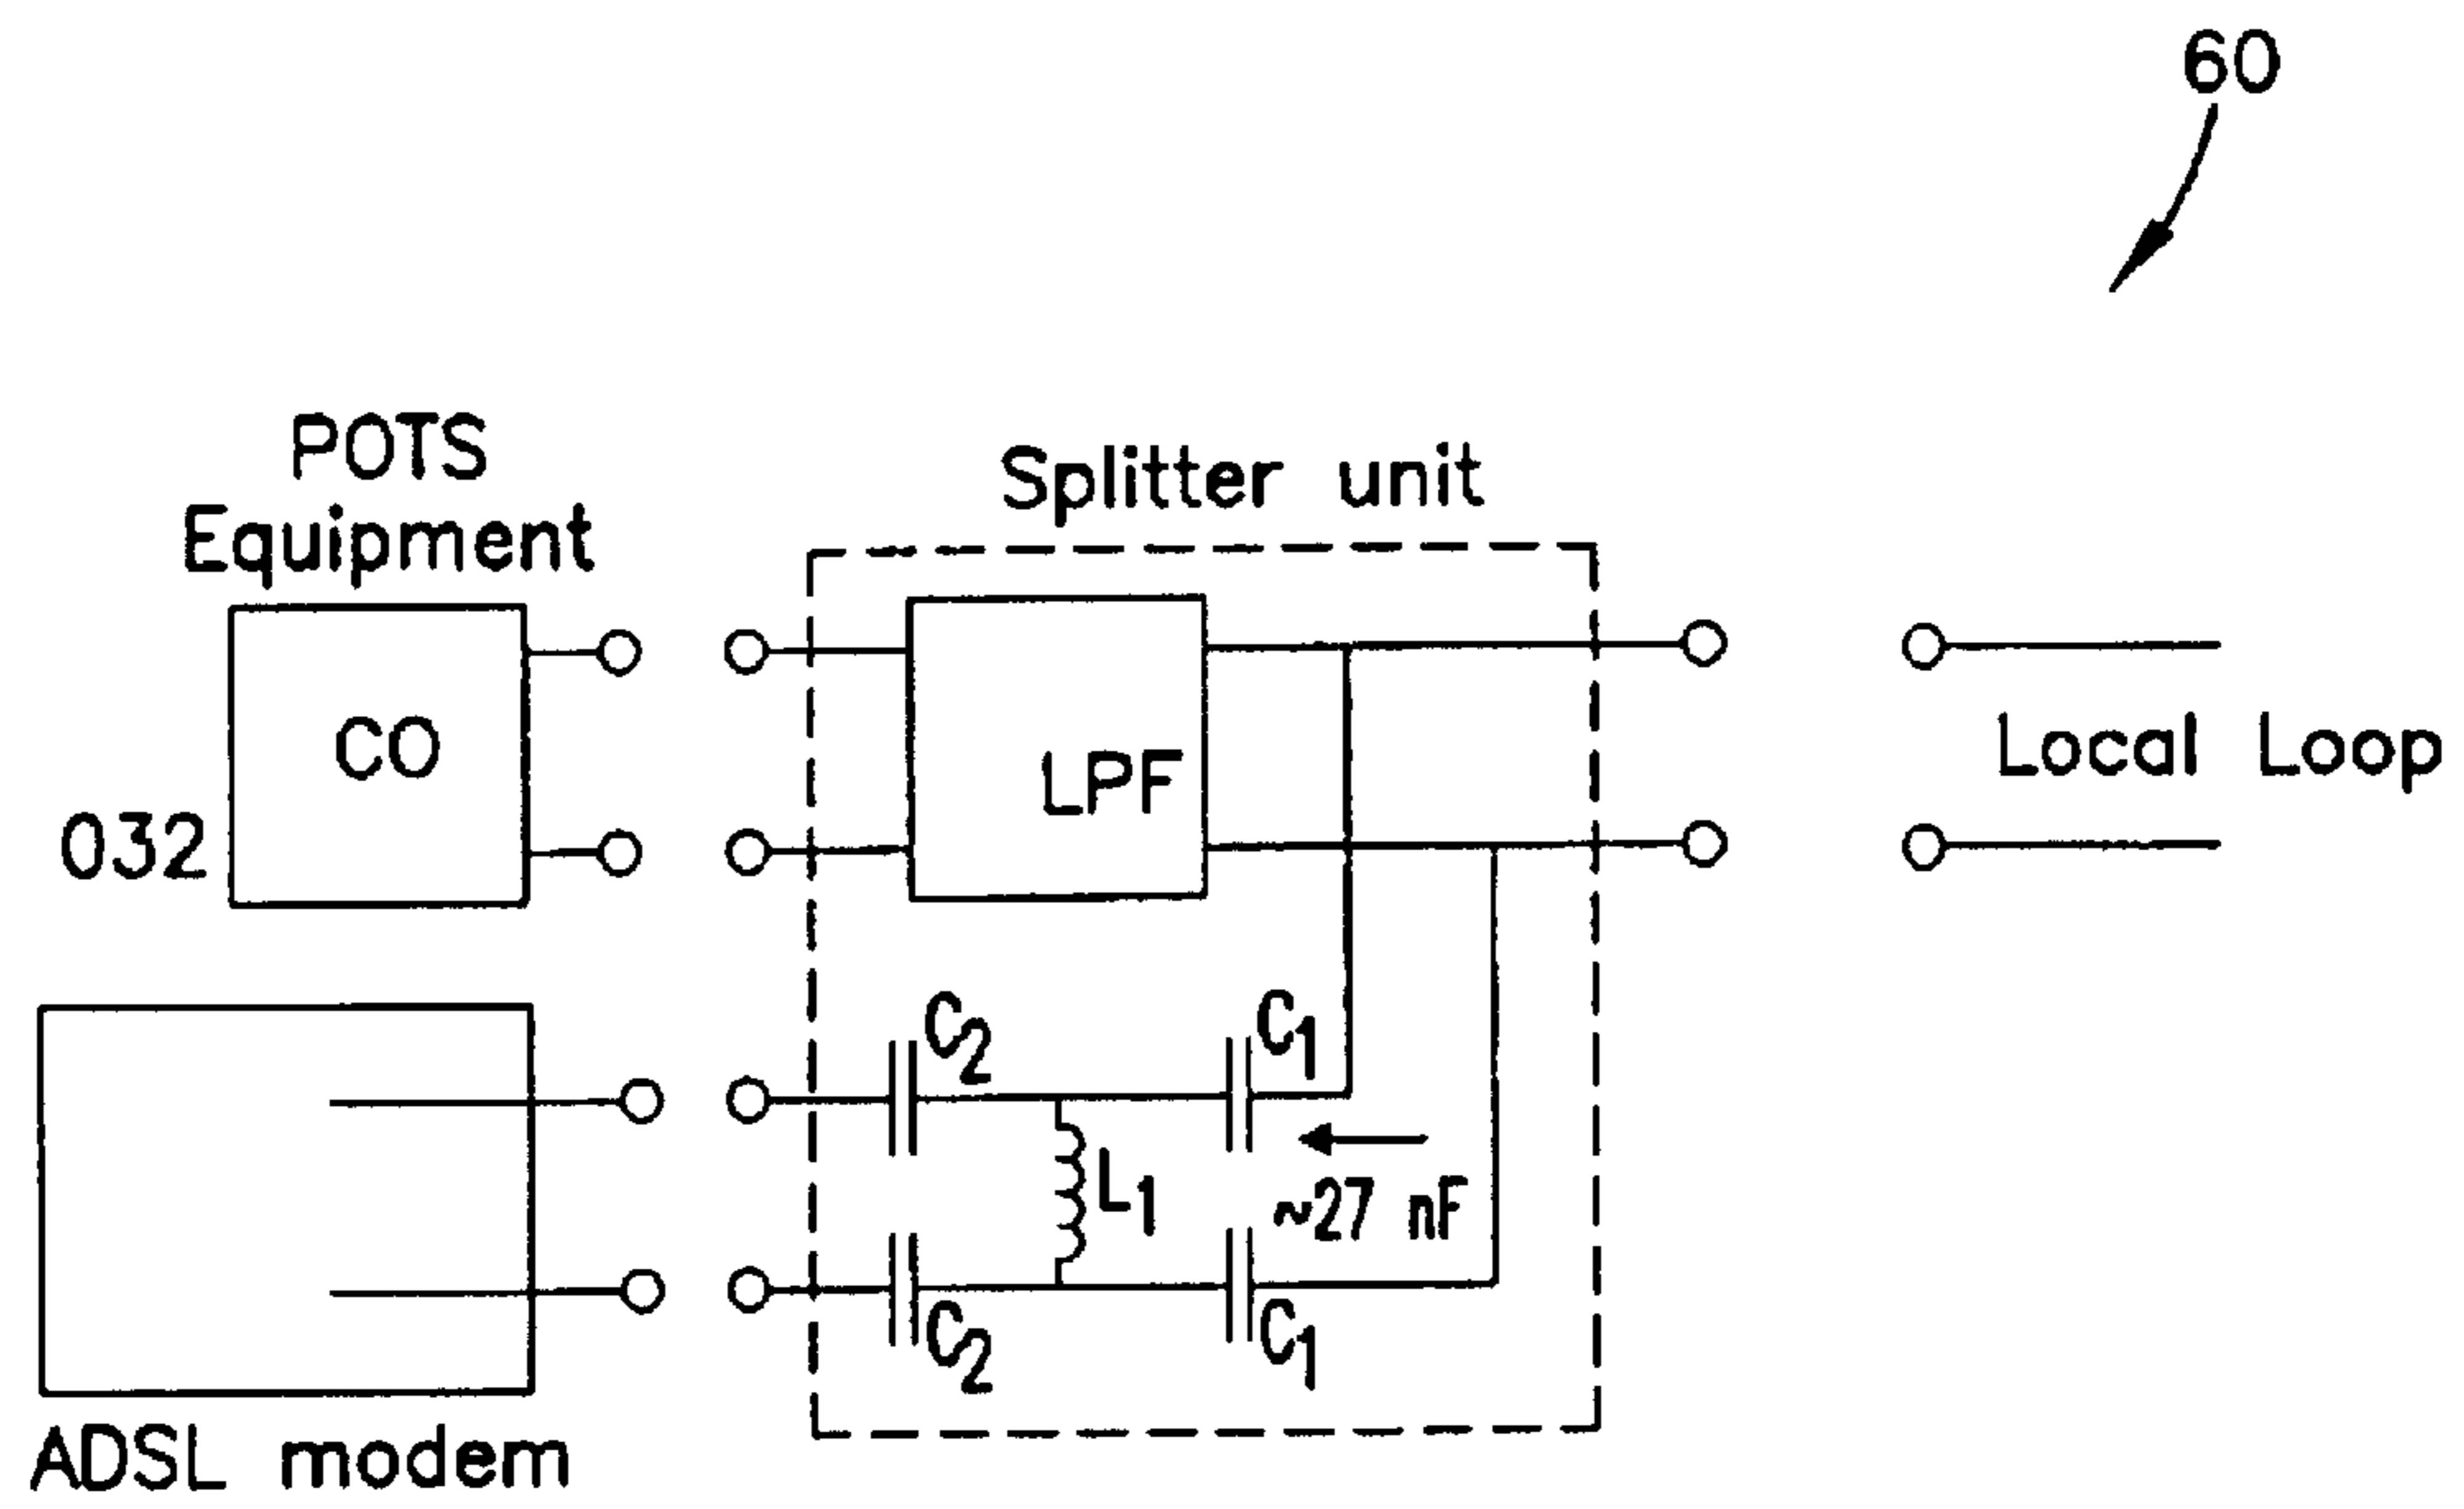 60
POTS
Equipment
Splitter unit
CO
LPF
Local Loop
032
C2
C1
L1
~27 nF
C2
C1
ADSL modem